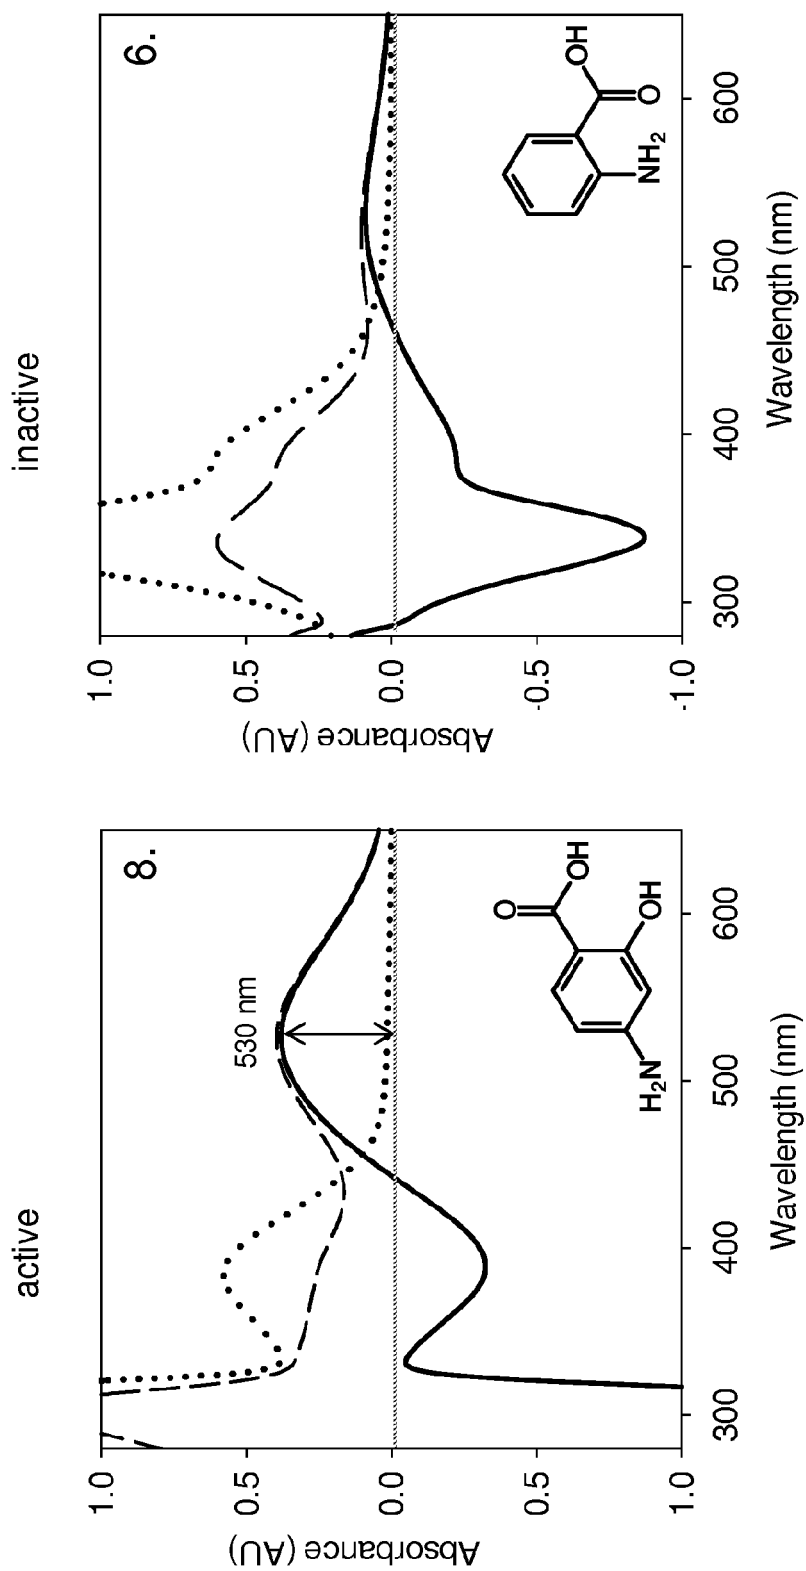 active
8.
530 nm
1.0
0.5
0.0
0.5
1.0
Absorbance (AU)
O
OH
OH
H₂N
300
400
500
600
Wavelength (nm)
inactive
6.
1.0
0.5
0.0
-0.5
-1.0
Absorbance (AU)
OH
O
NH₂
300
400
500
600
Wavelength (nm)